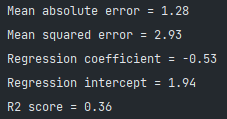 Mean absolute error = 1.28
Mean squared error = 2.93
Regression coefficient = -0.53
Regression intercept = 1.94
R2 score = 0.36